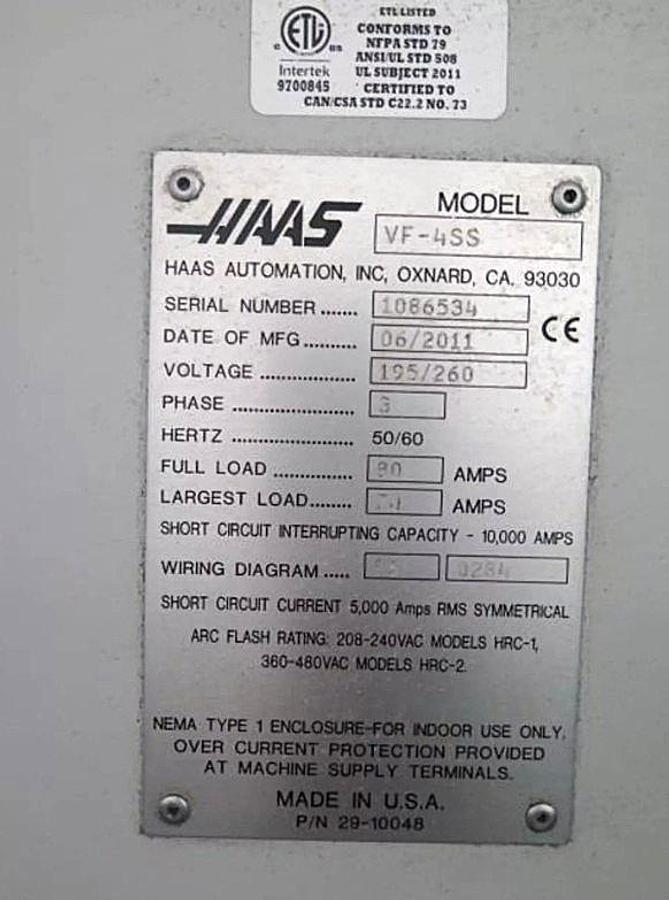 ETL LISTED
CONFORMS TO
NFPA STD 79
ANSI/UL STD 508
UL SUBJECT 2011
CERTIFIED TO
CAN/CSA STD C22.2 NO. 73
ETL
c us
Intertek
9700845
HAAS
MODEL
VF-4SS
HAAS AUTOMATION, INC, OXNARD, CA. 93030
SERIAL NUMBER ....... 1086534
DATE OF MFG.......... 06/2011
CE
VOLTAGE .................. 195/260
PHASE ....................... 3
HERTZ ....................... 50/60
FULL LOAD ............... AMPS
LARGEST LOAD........ AMPS
SHORT CIRCUIT INTERRUPTING CAPACITY - 10,000 AMPS
WIRING DIAGRAM ..... 0284
SHORT CIRCUIT CURRENT 5,000 Amps RMS SYMMETRICAL
ARC FLASH RATING: 208-240VAC MODELS HRC-1,
360-480VAC MODELS HRC-2.
NEMA TYPE 1 ENCLOSURE-FOR INDOOR USE ONLY.
OVER CURRENT PROTECTION PROVIDED
AT MACHINE SUPPLY TERMINALS.
MADE IN U.S.A.
P/N 29-10048